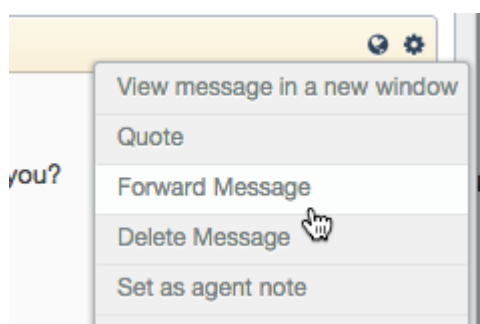 View message in a new window
Quote
you?
Forward Message
Delete Message
Set as agent note